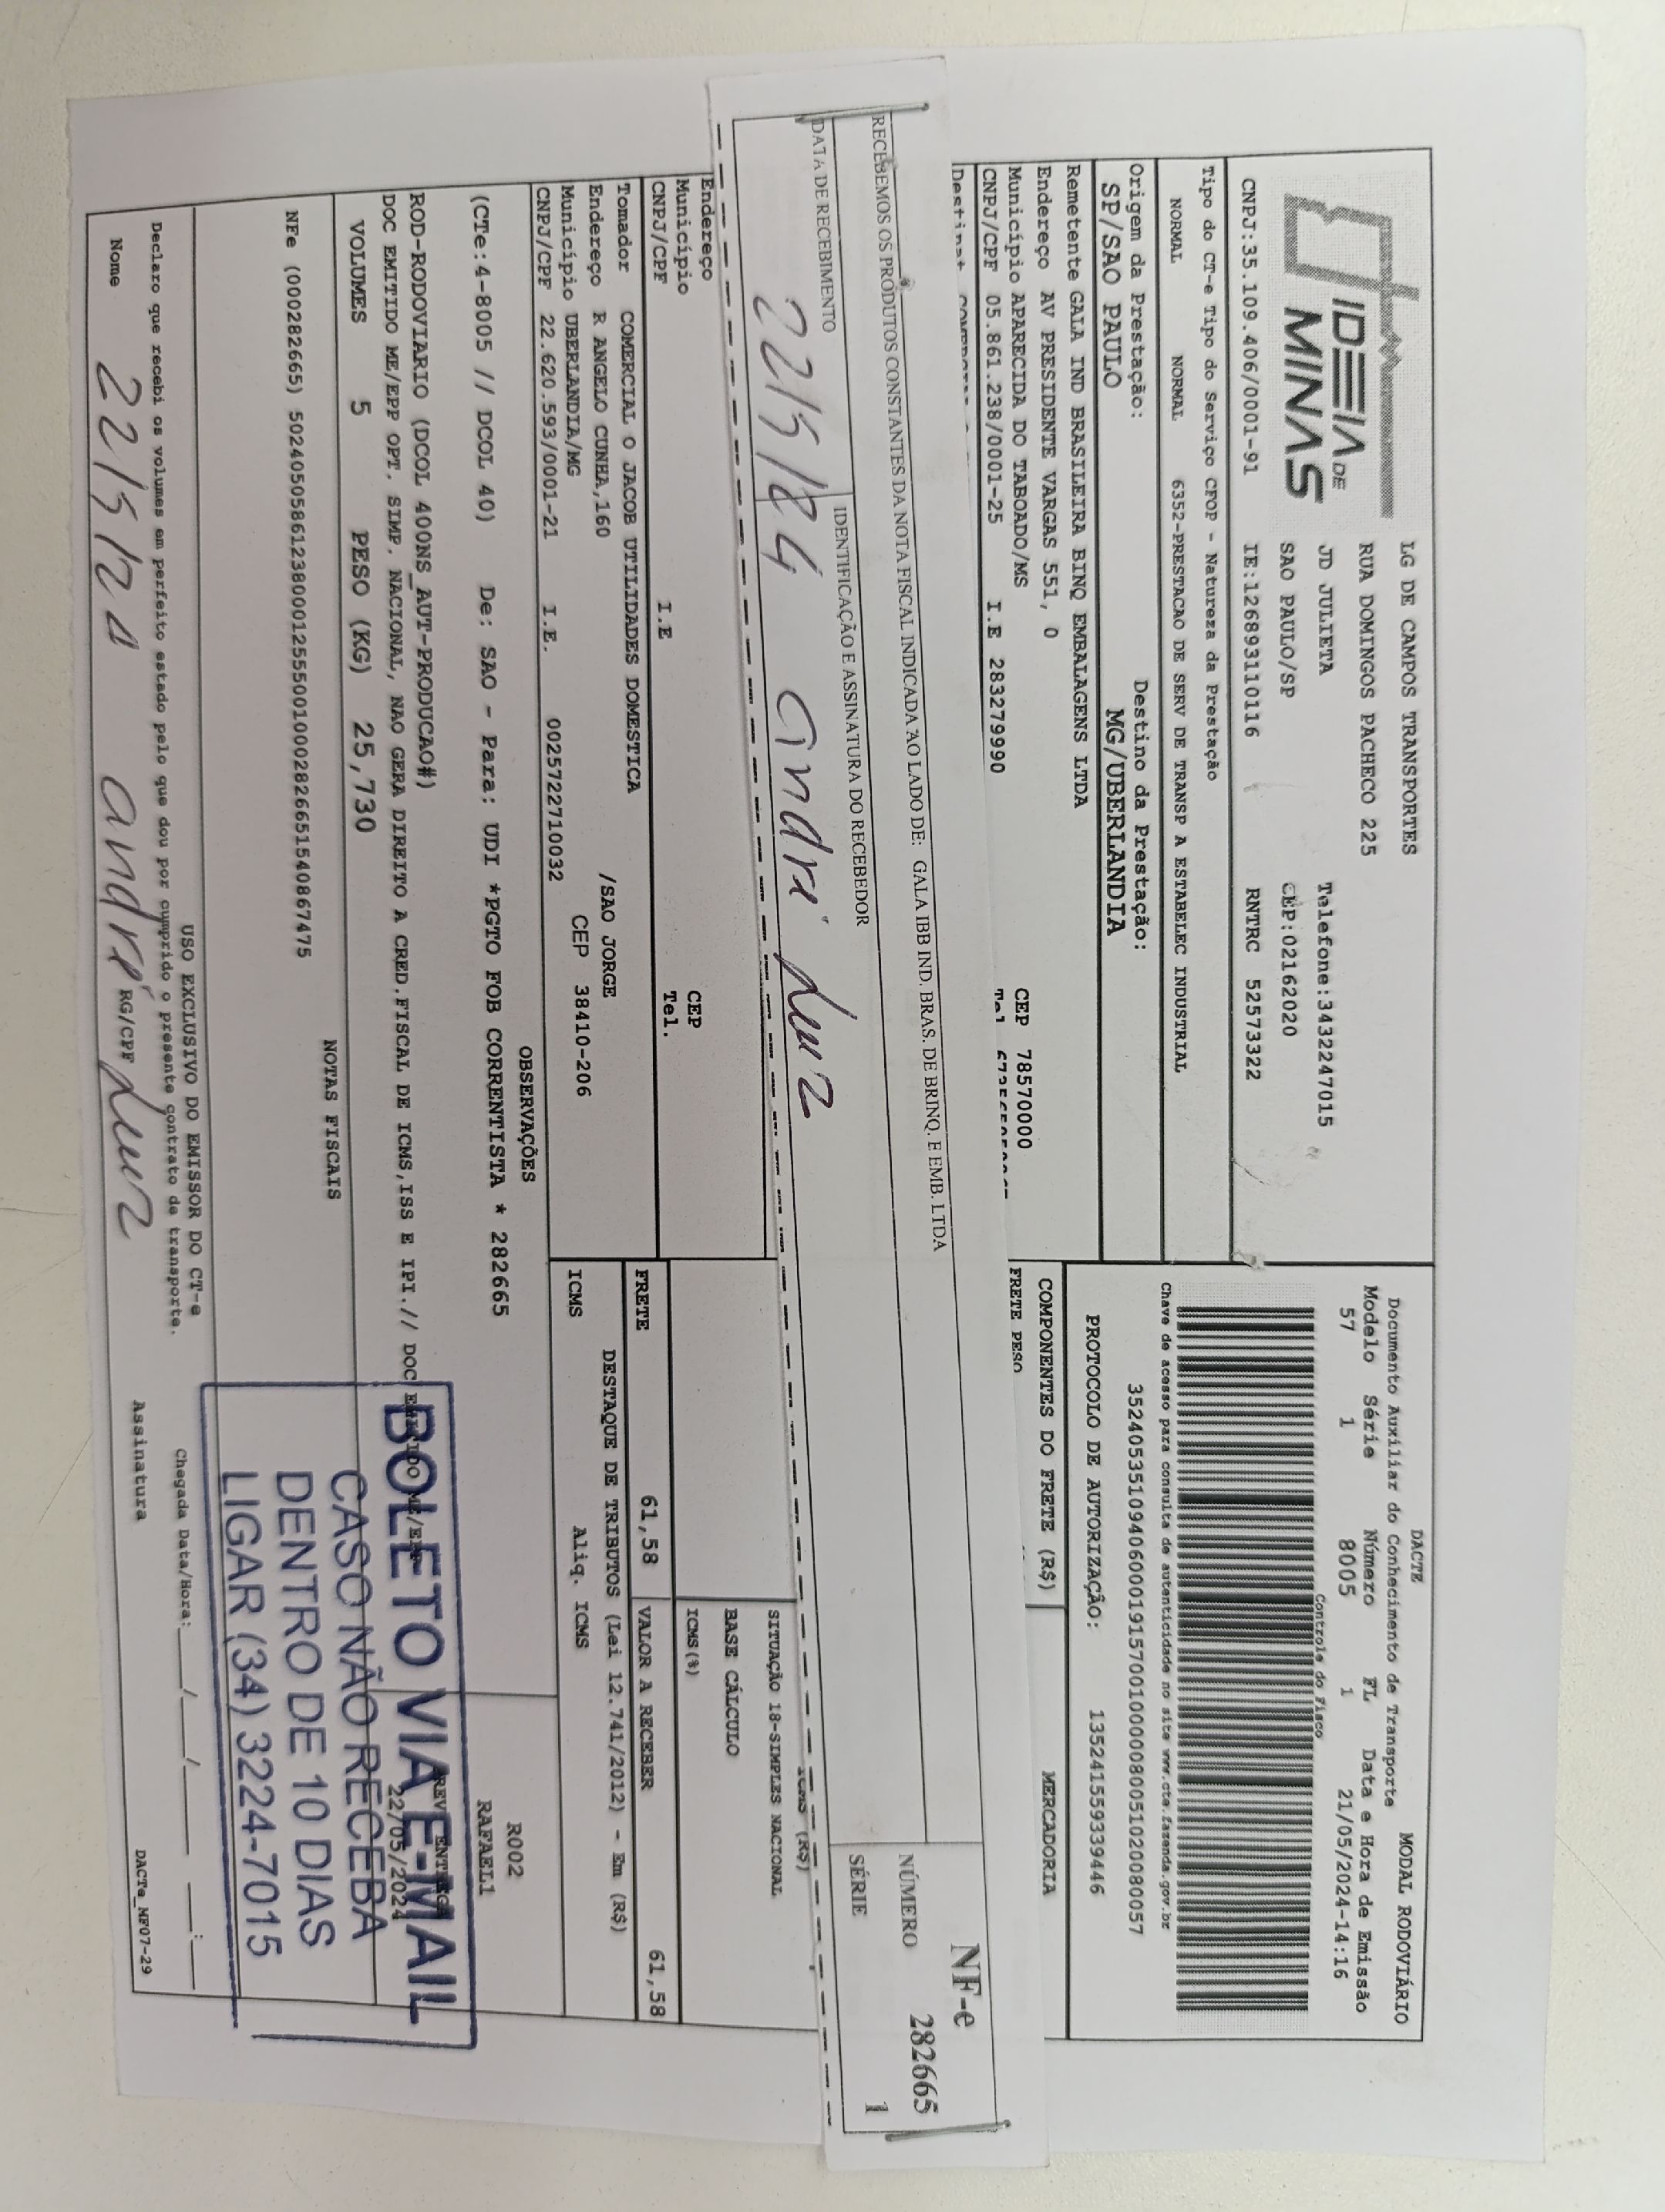 IDEIA DE
MINAS
LG DE CAMPOS TRANSPORTES
RUA DOMINGOS PACHECO 225
JD JULIETA Telefone:3432247015
SAO PAULO/SP CEP:02162020
CNPJ:35.109.406/0001-91 IE:126893110116 RNTRC 52573322
DACTE MODAL RODOVIÁRIO
Documento Auxiliar do Conhecimento de Transporte
Modelo Série Número FL Data e Hora de Emissão
57 1 8005 1 21/05/2024-14:16
Controle do Fisco
Chave de acesso para consulta de autenticidade no site www.cte.fazenda.gov.br
35240535109406000191570010000080051020080057
PROTOCOLO DE AUTORIZAÇÃO: 135241559339446
Tipo do CT-e Tipo do Serviço CFOP - Natureza da Prestação
NORMAL NORMAL 6352-PRESTACAO DE SERV DE TRANSP A ESTABELEC INDUSTRIAL
Origem da Prestação: Destino da Prestação:
SP/SAO PAULO MG/UBERLANDIA
Remetente GALA IND BRASILEIRA BINQ EMBALAGENS LTDA
Endereço AV PRESIDENTE VARGAS 551, 0
Município APARECIDA DO TABOADO/MS CEP 78570000
CNPJ/CPF 05.861.238/0001-25 I.E 283279990 Tel
COMPONENTES DO FRETE (R$) MERCADORIA
FRETE PESO
RECEBEMOS OS PRODUTOS CONSTANTES DA NOTA FISCAL INDICADA AO LADO DE: GALA IBB IND. BRAS. DE BRINQ. E EMB. LTDA
DATA DE RECEBIMENTO IDENTIFICAÇÃO E ASSINATURA DO RECEBEDOR
22/5/24 André Luiz
NF-e
NÚMERO 282665
SÉRIE 1
Endereço
Município CEP
CNPJ/CPF I.E Tel.
ICMS (R$)
SITUAÇÃO 18-SIMPLES NACIONAL
BASE CÁLCULO
ICMS(%)
Tomador COMERCIAL O JACOB UTILIDADES DOMESTICA
Endereço R ANGELO CUNHA,160 /SAO JORGE
Município UBERLANDIA/MG CEP 38410-206
CNPJ/CPF 22.620.593/0001-21 I.E. 0025722710032
FRETE 61,58 VALOR A RECEBER 61,58
DESTAQUE DE TRIBUTOS (Lei 12.741/2012) - Em (R$)
ICMS Aliq. ICMS
OBSERVAÇÕES
(CTe:4-8005 // DCOL 40) De: SAO - Para: UDI *PGTO FOB CORRENTISTA * 282665
R002
RAFAEL1
ROD-RODOVIARIO (DCOL 400NS_AUT-PRODUCAO#)
DOC EMITIDO ME/EPP OPT. SIMP. NACIONAL, NAO GERA DIREITO A CRED.FISCAL DE ICMS,ISS E IPI.// DOC EMITIDO ME/EPP
22/05/2024
VOLUMES 5 PESO (KG) 25,730
NOTAS FISCAIS
NFe (000282665) 50240505861238000125550010002826651540867475
BOLETO VIA E-MAIL
CASO NÃO RECEBA
DENTRO DE 10 DIAS
LIGAR (34) 3224-7015
USO EXCLUSIVO DO EMISSOR DO CT-e
Declaro que recebi os volumes em perfeito estado pelo que dou por cumprido o presente contrato de transporte.
Chegada Data/Hora:___/___/____ __:__
Nome 22/5/24 André RG/CPF Luiz Assinatura
DACTe_MF07-29